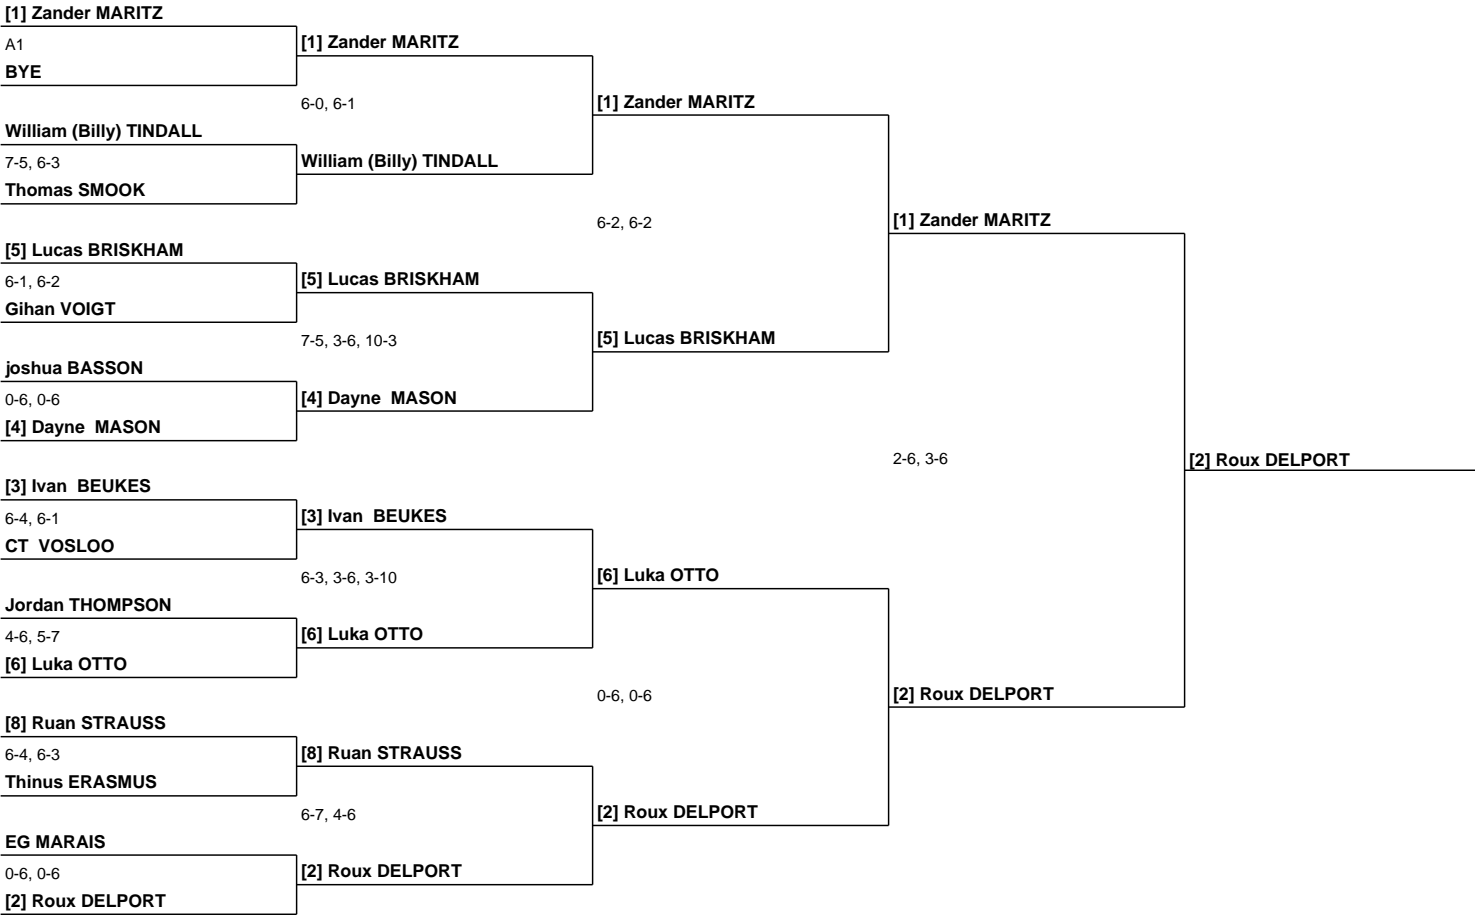 [1] Zander MARITZ
A1
BYE
William (Billy) TINDALL
7-5, 6-3
Thomas SMOOK
[5] Lucas BRISKHAM
6-1, 6-2
Gihan VOIGT
joshua BASSON
0-6, 0-6
[4] Dayne  MASON
[3] Ivan  BEUKES
6-4, 6-1
CT  VOSLOO
Jordan THOMPSON
4-6, 5-7
[6] Luka OTTO
[8] Ruan STRAUSS
6-4, 6-3
Thinus ERASMUS
EG MARAIS
0-6, 0-6
[2] Roux DELPORT
[1] Zander MARITZ
6-0, 6-1
William (Billy) TINDALL
[5] Lucas BRISKHAM
7-5, 3-6, 10-3
[4] Dayne  MASON
[3] Ivan  BEUKES
6-3, 3-6, 3-10
[6] Luka OTTO
[8] Ruan STRAUSS
6-7, 4-6
[2] Roux DELPORT
[1] Zander MARITZ
6-2, 6-2
[5] Lucas BRISKHAM
[6] Luka OTTO
0-6, 0-6
[2] Roux DELPORT
[1] Zander MARITZ
2-6, 3-6
[2] Roux DELPORT
[2] Roux DELPORT